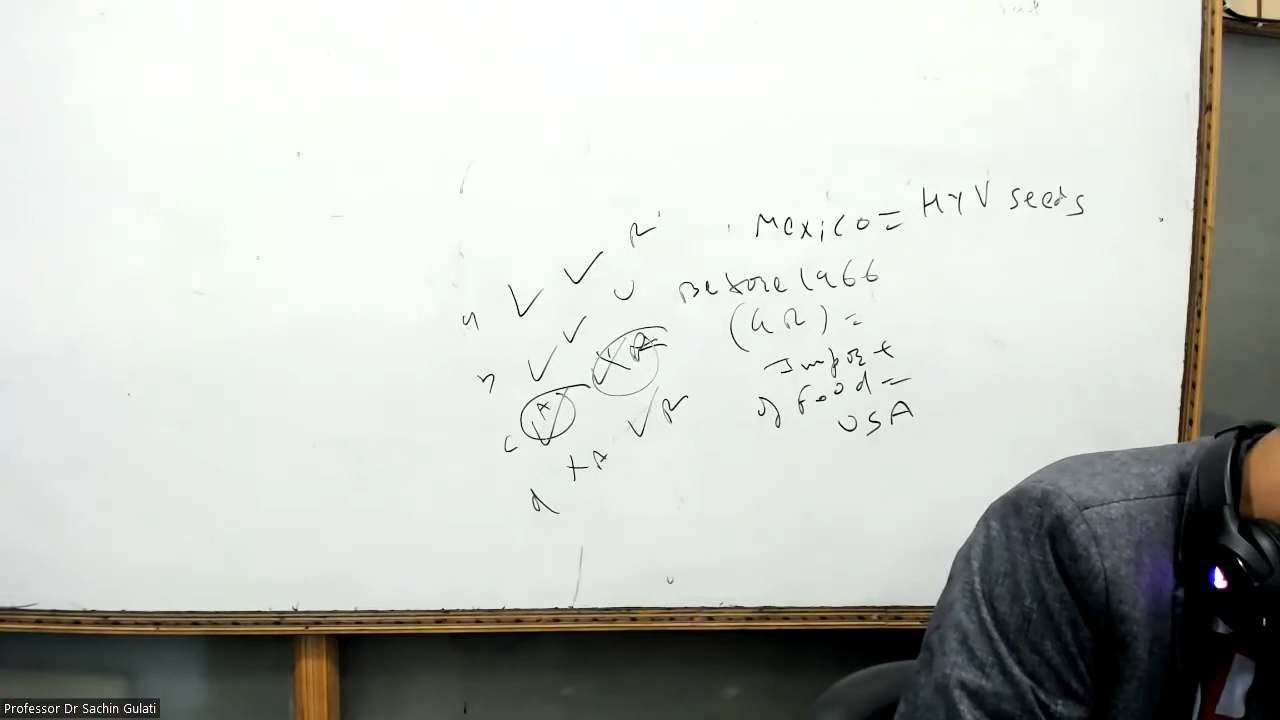 Mexico = HYV seeds
Before 1966
(GR) =
Import
of food =
USA
a ✓ ✓ R
b ✓ ✓ U
c ✓ A ✓ R
d × A ✓ R
Professor Dr Sachin Gulati